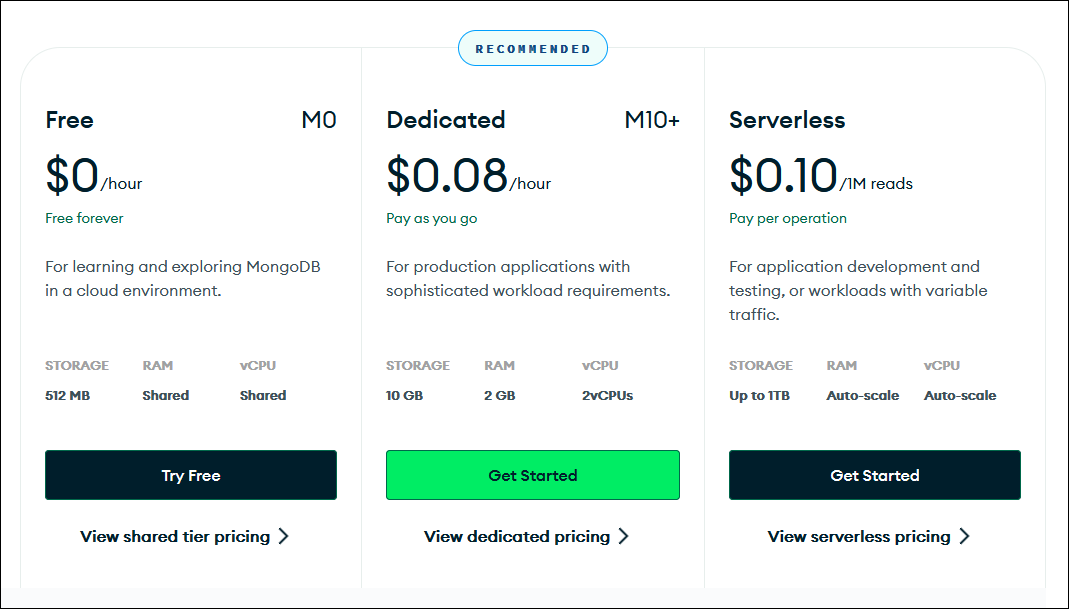 RECOMMENDED
Free M0
$0/hour
Free forever
For learning and exploring MongoDB
in a cloud environment.
STORAGE RAM vCPU
512 MB Shared Shared
Try Free
View shared tier pricing
Dedicated M10+
$0.08/hour
Pay as you go
For production applications with
sophisticated workload requirements.
STORAGE RAM vCPU
10 GB 2 GB 2vCPUs
Get Started
View dedicated pricing
Serverless
$0.10/1M reads
Pay per operation
For application development and
testing, or workloads with variable
traffic.
STORAGE RAM vCPU
Up to 1TB Auto-scale Auto-scale
Get Started
View serverless pricing